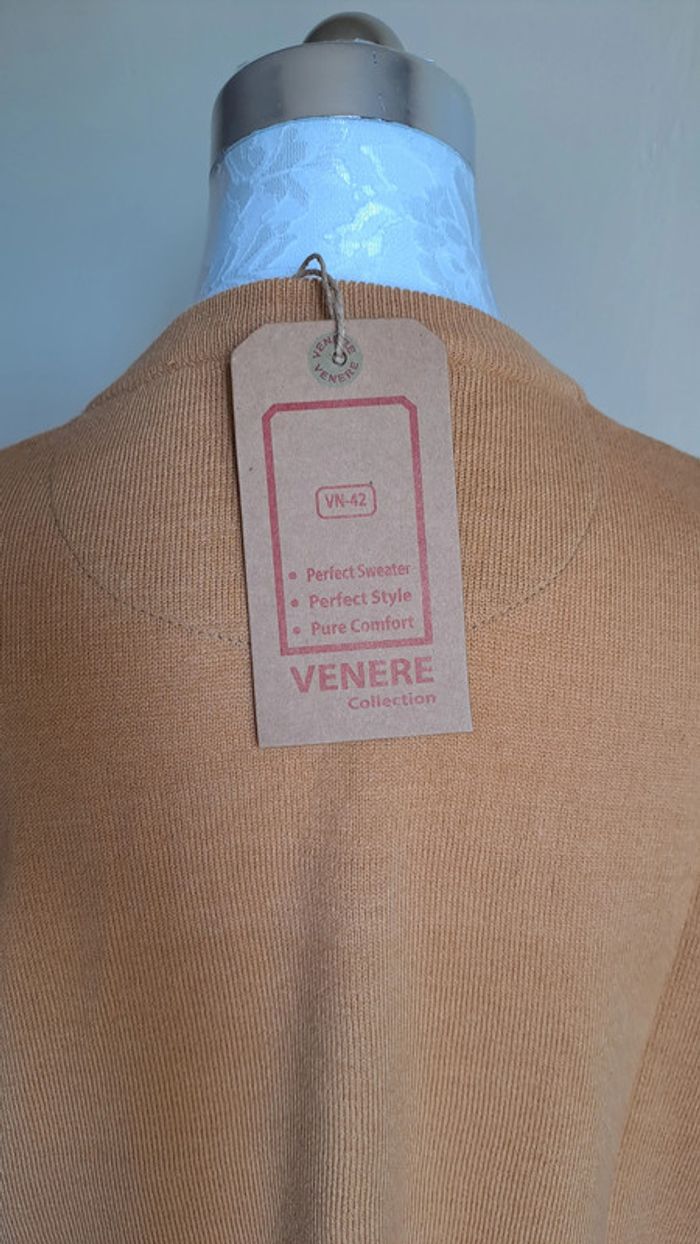 VENERE
VENERE
VN-42
• Perfect Sweater
• Perfect Style
• Pure Comfort
VENERE
Collection